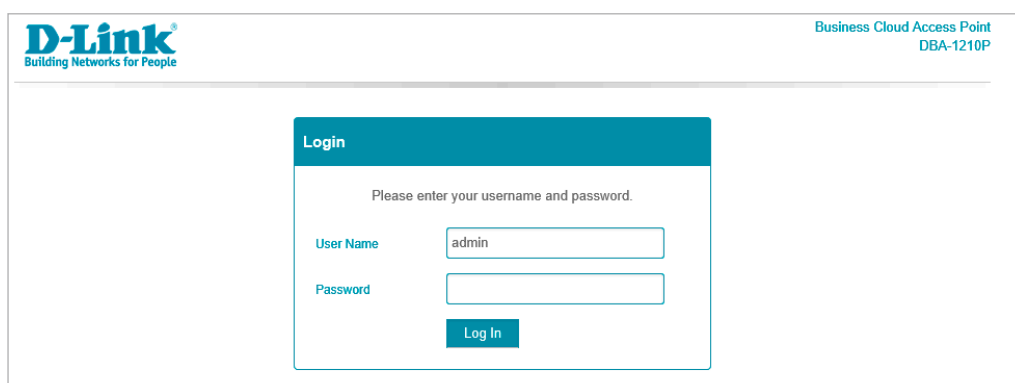 D-Link®
Building Networks for People
Business Cloud Access Point
DBA-1210P
Login
Please enter your username and password.
User Name
admin
Password
Log In